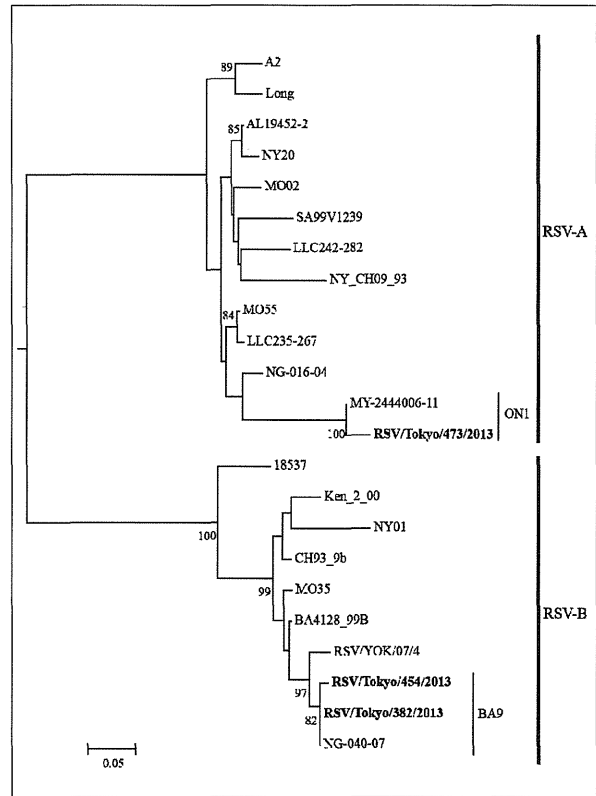 89
A2
Long
85
AL19452-2
NY20
MO02
SA99V1239
LLC242-282
NY_CH09_93
RSV-A
84
MO55
LLC235-267
NG-016-04
MY-2444006-11
ON1
100
RSV/Tokyo/473/2013
18537
100
Ken_2_00
NY01
CH93_9b
99
MO35
BA4128_99B
RSV-B
RSV/YOK/07/4
97
RSV/Tokyo/454/2013
82
RSV/Tokyo/382/2013
BA9
NG-040-07
0.05